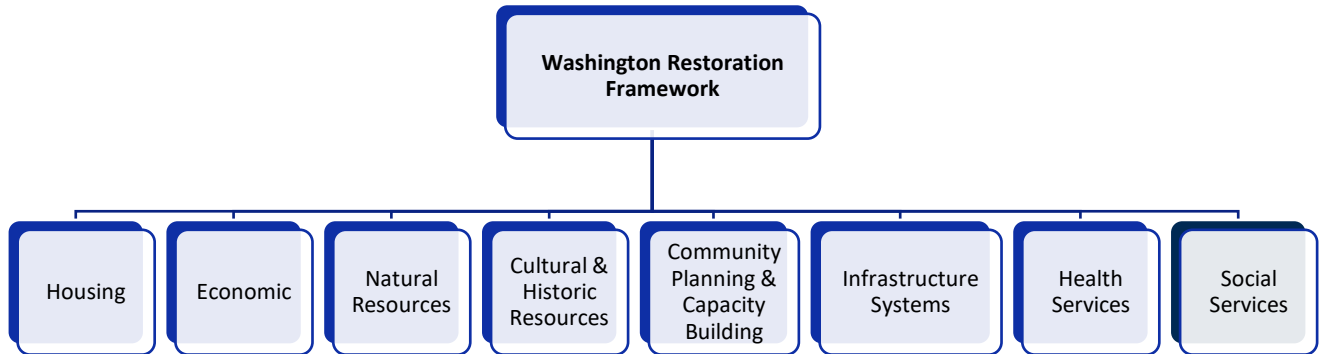 Washington Restoration
Framework
Housing
Economic
Natural
Resources
Cultural &
Historic
Resources
Community
Planning &
Capacity
Building
Infrastructure
Systems
Health
Services
Social
Services